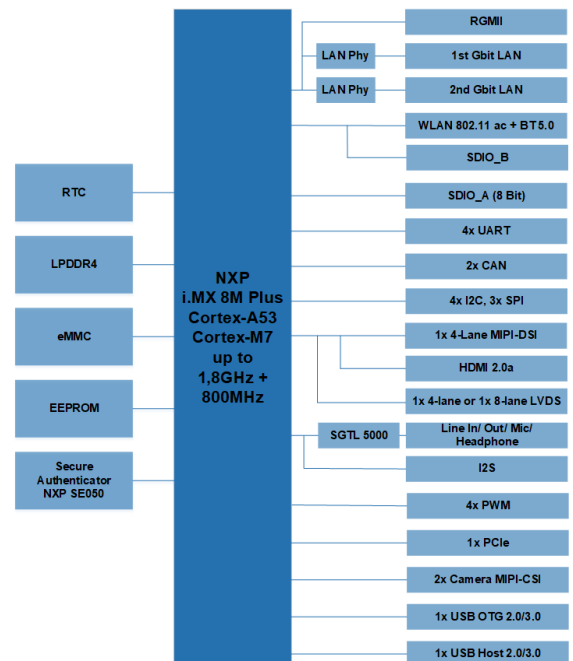 RGMII
LAN Phy
1st Gbit LAN
LAN Phy
2nd Gbit LAN
WLAN 802.11 ac + BT5.0
SDIO_B
RTC
SDIO_A (8 Bit)
4x UART
LPDDR4
2x CAN
NXP
i.MX 8M Plus
Cortex-A53
Cortex-M7
up to
1,8GHz +
800MHz
4x I2C, 3x SPI
eMMC
1x 4-Lane MIPI-DSI
HDMI 2.0a
EEPROM
1x 4-lane or 1x 8-lane LVDS
SGTL 5000
Line In/ Out/ Mic/
Headphone
I2S
Secure
Authenticator
NXP SE050
4x PWM
1x PCIe
2x Camera MIPI-CSI
1x USB OTG 2.0/3.0
1x USB Host 2.0/3.0